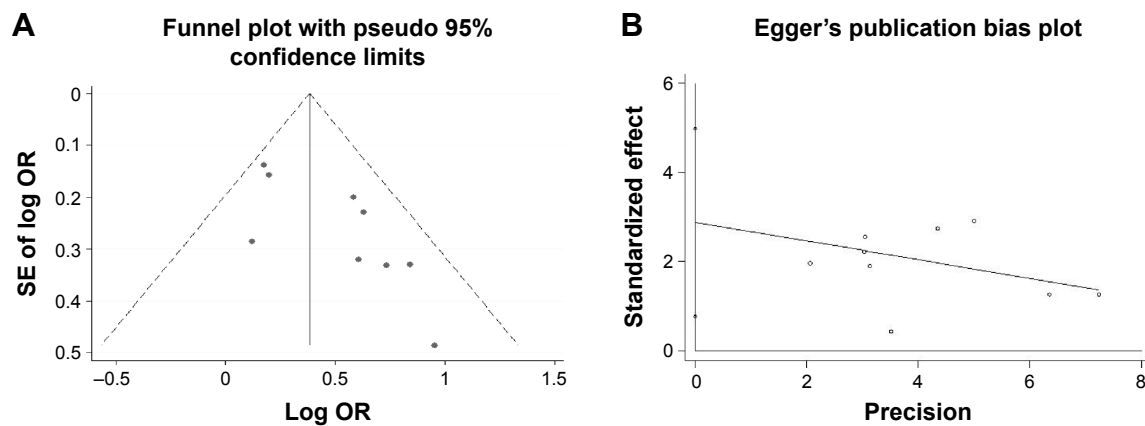 A
Funnel plot with pseudo 95%
confidence limits
SE of log OR
0
0.1
0.2
0.3
0.4
0.5
–0.5
0
0.5
1
1.5
Log OR
B
Egger’s publication bias plot
Standardized effect
6
4
2
0
0
2
4
6
8
Precision